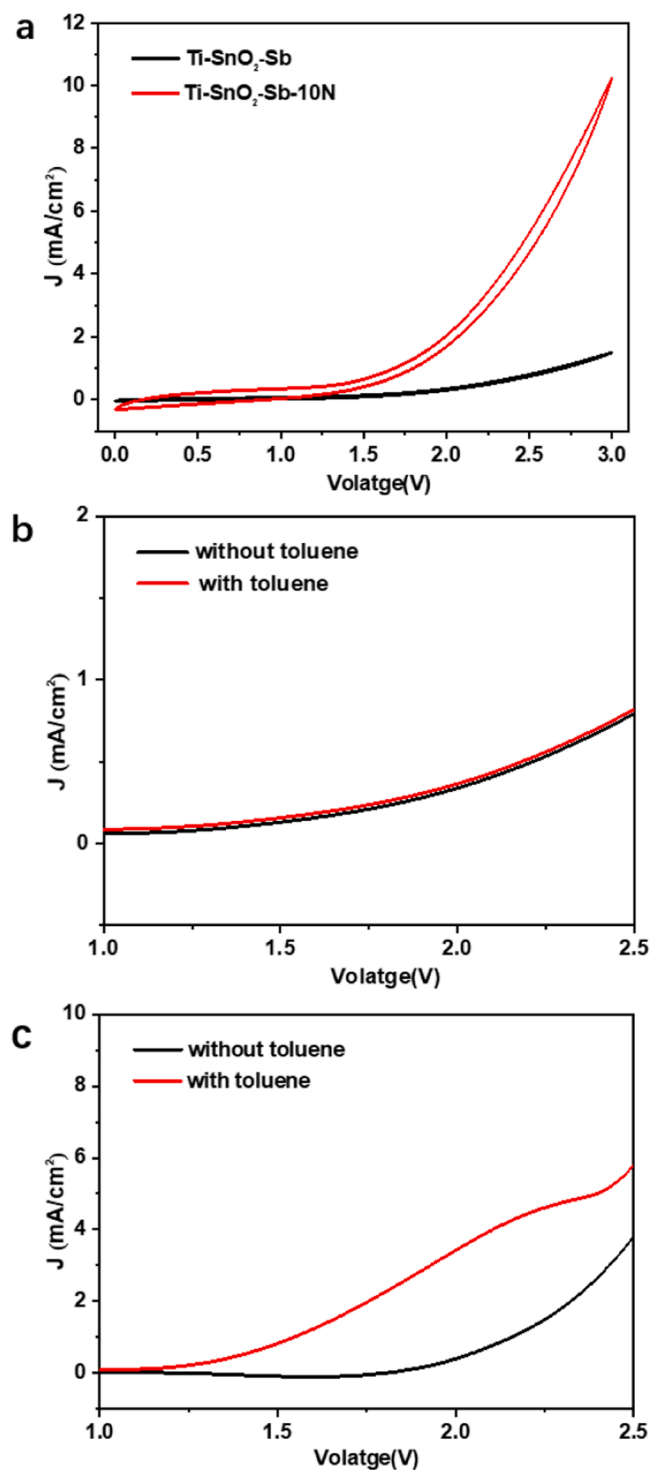 a
12
10
8
6
4
2
0
J (mA/cm²)
Ti-SnO₂-Sb
Ti-SnO₂-Sb-10N
0.0 0.5 1.0 1.5 2.0 2.5 3.0
Volatge(V)
b
2
1
0
J (mA/cm²)
without toluene
with toluene
1.0 1.5 2.0 2.5
Volatge(V)
c
10
8
6
4
2
0
J (mA/cm²)
without toluene
with toluene
1.0 1.5 2.0 2.5
Volatge(V)